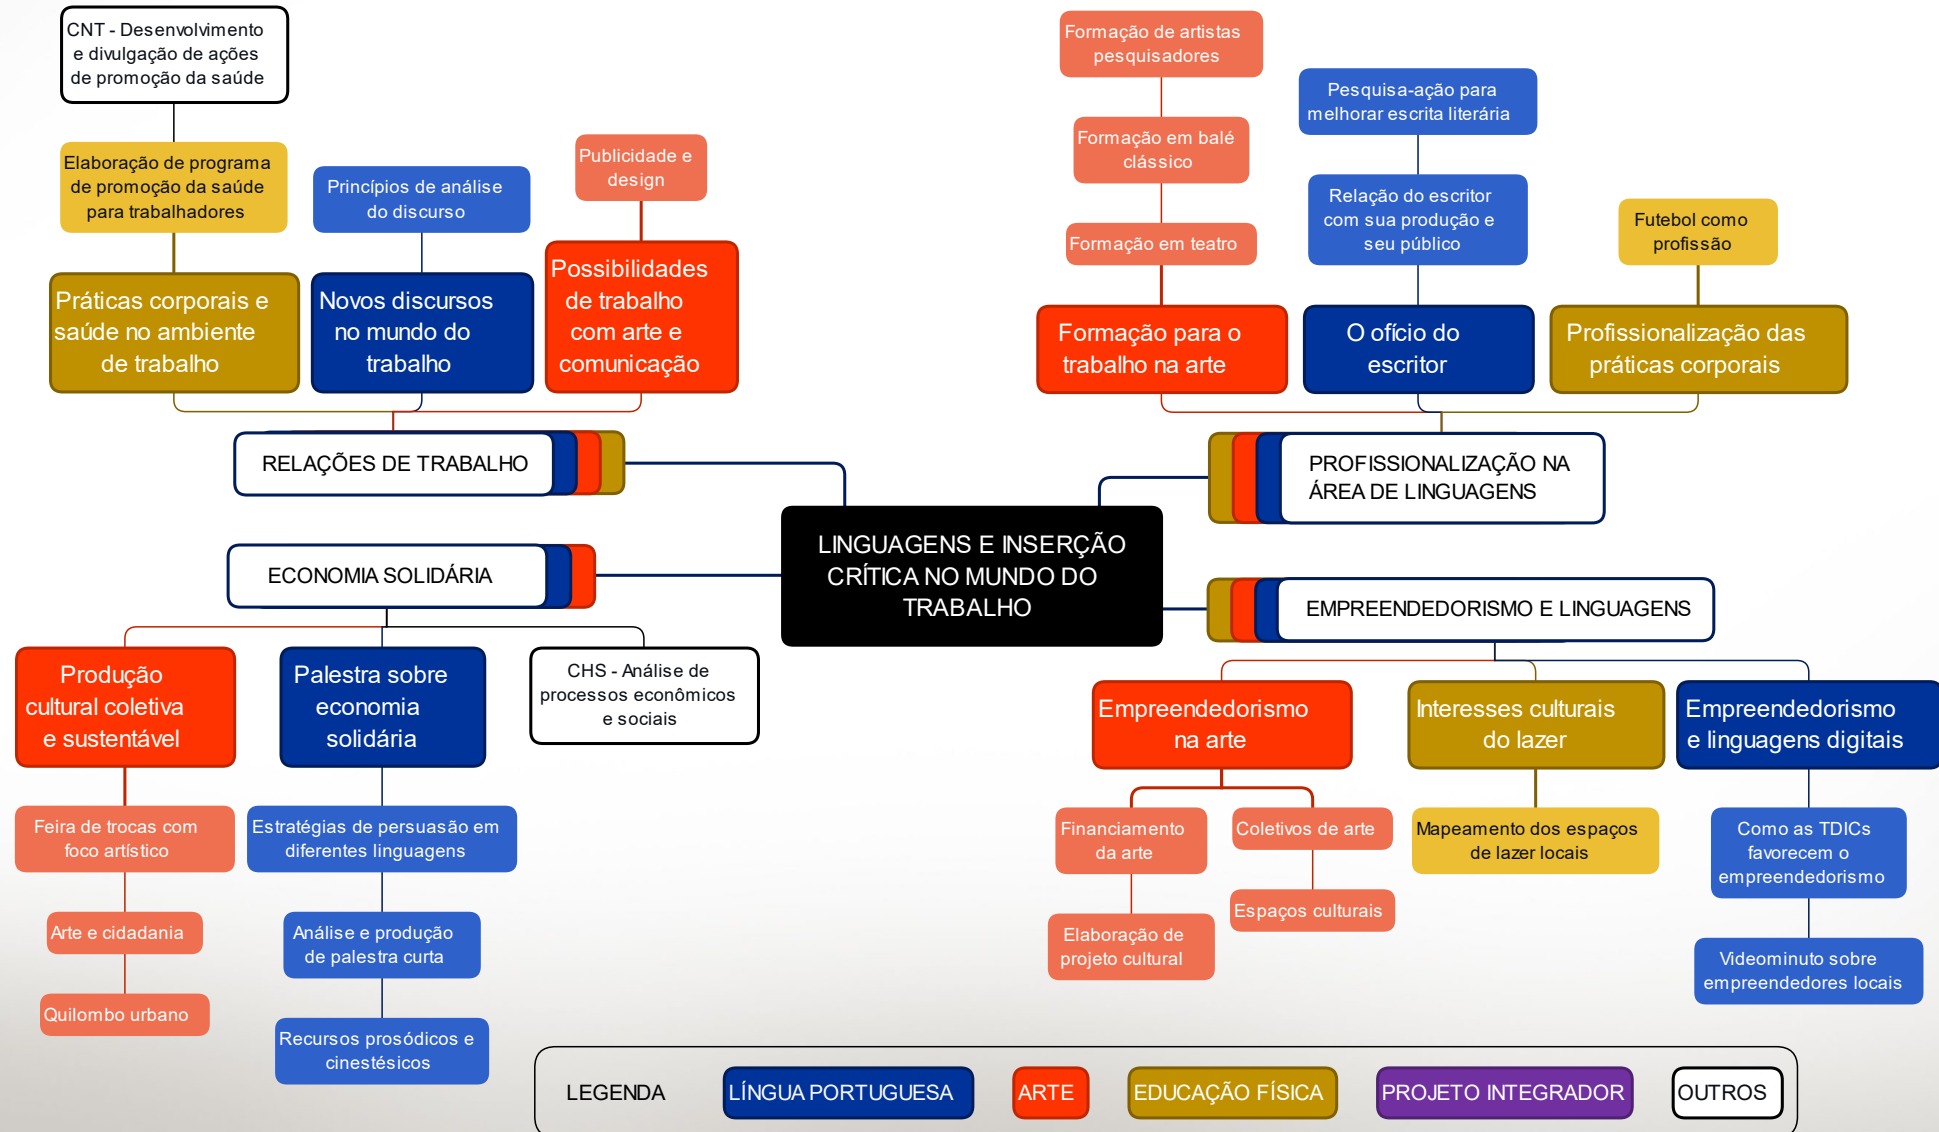 CNT - Desenvolvimento
e divulgação de ações
de promoção da saúde
Elaboração de programa
de promoção da saúde
para trabalhadores
Práticas corporais e
saúde no ambiente
de trabalho
Princípios de análise
do discurso
Novos discursos
no mundo do
trabalho
Publicidade e
design
Possibilidades
de trabalho
com arte e
comunicação
RELAÇÕES DE TRABALHO
Formação de artistas
pesquisadores
Formação em balé
clássico
Formação em teatro
Formação para o
trabalho na arte
Pesquisa-ação para
melhorar escrita literária
Relação do escritor
com sua produção e
seu público
O ofício do
escritor
Futebol como
profissão
Profissionalização das
práticas corporais
PROFISSIONALIZAÇÃO NA
ÁREA DE LINGUAGENS
LINGUAGENS E INSERÇÃO
CRÍTICA NO MUNDO DO
TRABALHO
ECONOMIA SOLIDÁRIA
Produção
cultural coletiva
e sustentável
Feira de trocas com
foco artístico
Arte e cidadania
Quilombo urbano
Palestra sobre
economia
solidária
Estratégias de persuasão em
diferentes linguagens
Análise e produção
de palestra curta
Recursos prosódicos e
cinestésicos
CHS - Análise de
processos econômicos
e sociais
EMPREENDEDORISMO E LINGUAGENS
Empreendedorismo
na arte
Financiamento
da arte
Elaboração de
projeto cultural
Coletivos de arte
Espaços culturais
Interesses culturais
do lazer
Mapeamento dos espaços
de lazer locais
Empreendedorismo
e linguagens digitais
Como as TDICs
favorecem o
empreendedorismo
Videominuto sobre
empreendedores locais
LEGENDA
LÍNGUA PORTUGUESA
ARTE
EDUCAÇÃO FÍSICA
PROJETO INTEGRADOR
OUTROS